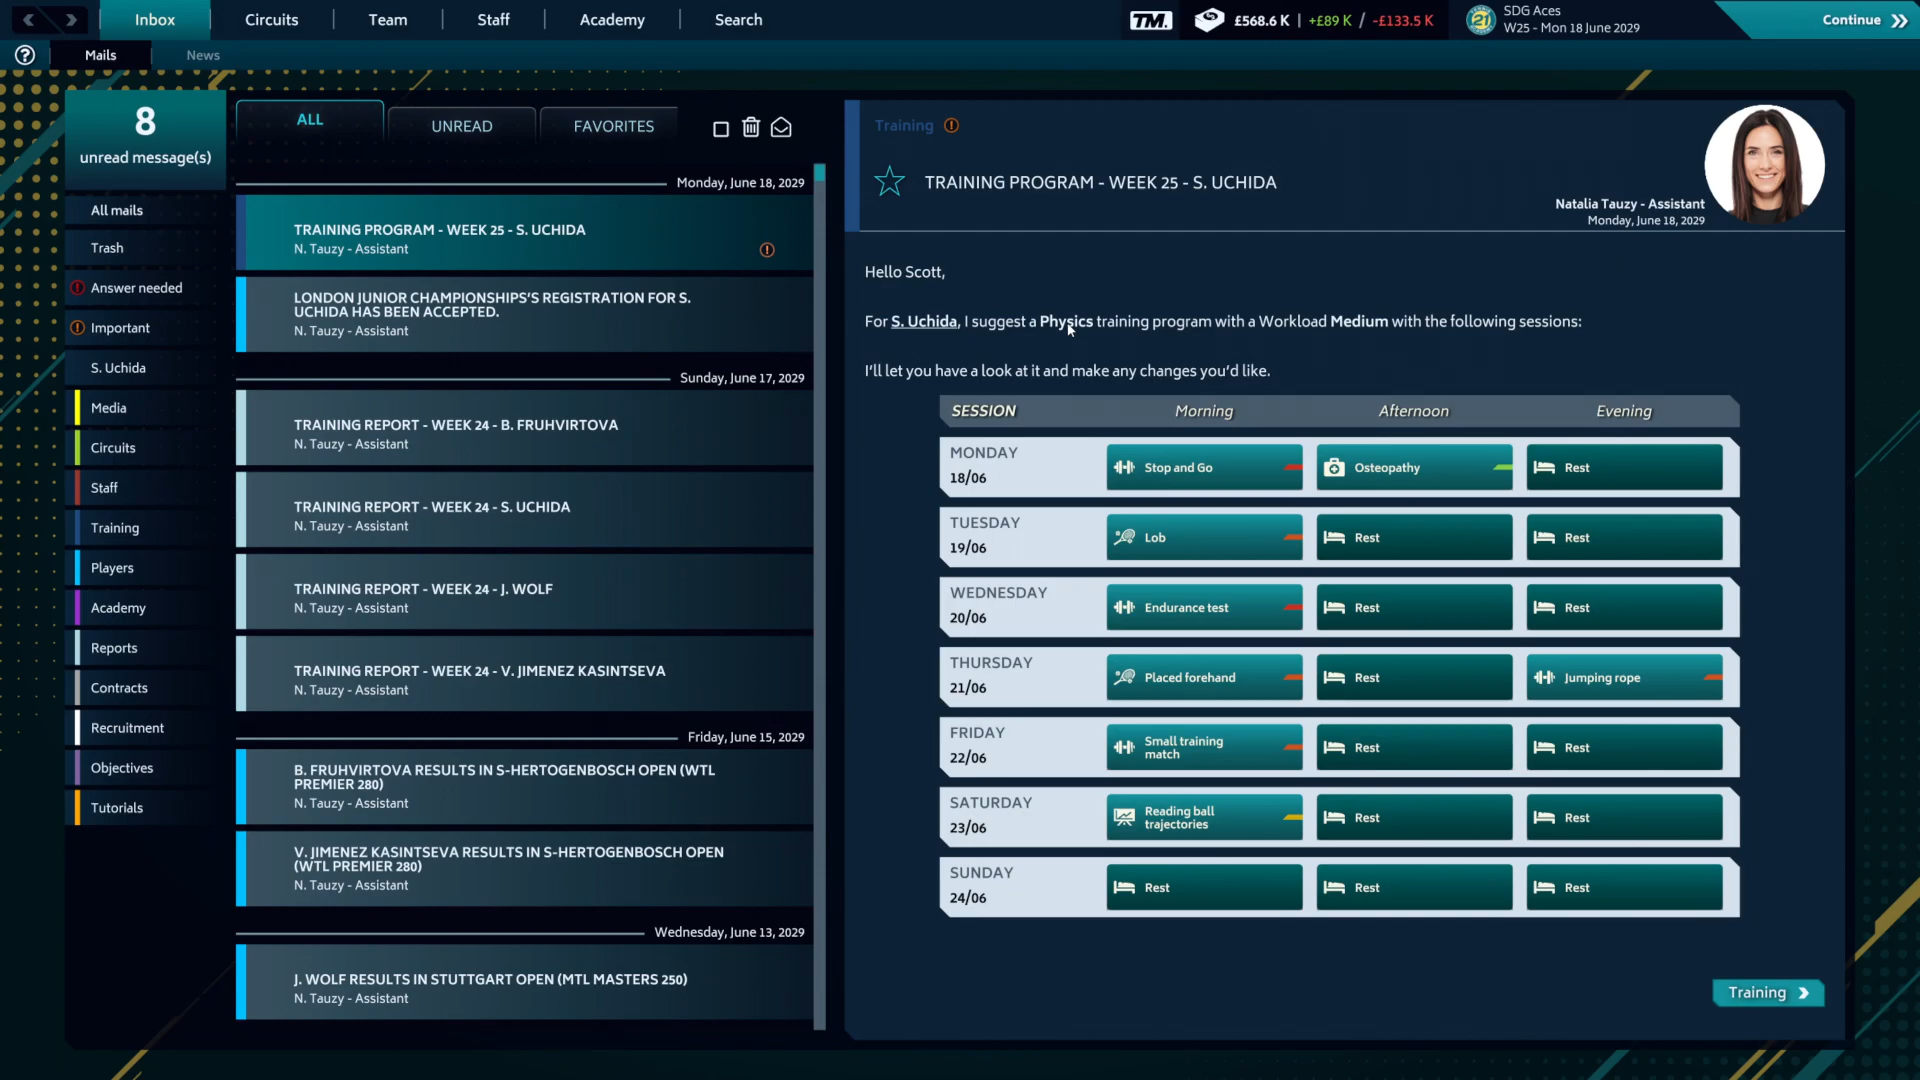 Inbox
Circuits
Team
Staff
Academy
Search
TM.
£568.6 K | +£89 K / -£133.5 K
21
SDG Aces
W25 - Mon 18 June 2029
Continue
Mails
News
8
unread message(s)
All mails
Trash
Answer needed
Important
S. Uchida
Media
Circuits
Staff
Training
Players
Academy
Reports
Contracts
Recruitment
Objectives
Tutorials
ALL
UNREAD
FAVORITES
Monday, June 18, 2029
TRAINING PROGRAM - WEEK 25 - S. UCHIDA
N. Tauzy - Assistant
LONDON JUNIOR CHAMPIONSHIPS'S REGISTRATION FOR S.
UCHIDA HAS BEEN ACCEPTED.
N. Tauzy - Assistant
Sunday, June 17, 2029
TRAINING REPORT - WEEK 24 - B. FRUHVIRTOVA
N. Tauzy - Assistant
TRAINING REPORT - WEEK 24 - S. UCHIDA
N. Tauzy - Assistant
TRAINING REPORT - WEEK 24 - J. WOLF
N. Tauzy - Assistant
TRAINING REPORT - WEEK 24 - V. JIMENEZ KASINTSEVA
N. Tauzy - Assistant
Friday, June 15, 2029
B. FRUHVIRTOVA RESULTS IN S-HERTOGENBOSCH OPEN (WTL
PREMIER 280)
N. Tauzy - Assistant
V. JIMENEZ KASINTSEVA RESULTS IN S-HERTOGENBOSCH OPEN
(WTL PREMIER 280)
N. Tauzy - Assistant
Wednesday, June 13, 2029
J. WOLF RESULTS IN STUTTGART OPEN (MTL MASTERS 250)
N. Tauzy - Assistant
Training
TRAINING PROGRAM - WEEK 25 - S. UCHIDA
Natalia Tauzy - Assistant
Monday, June 18, 2029
Hello Scott,
For S. Uchida, I suggest a Physics training program with a Workload Medium with the following sessions:
I'll let you have a look at it and make any changes you'd like.
SESSION Morning Afternoon Evening
MONDAY
18/06
Stop and Go
Osteopathy
Rest
TUESDAY
19/06
Lob
Rest
Rest
WEDNESDAY
20/06
Endurance test
Rest
Rest
THURSDAY
21/06
Placed forehand
Rest
Jumping rope
FRIDAY
22/06
Small training
match
Rest
Rest
SATURDAY
23/06
Reading ball
trajectories
Rest
Rest
SUNDAY
24/06
Rest
Rest
Rest
Training